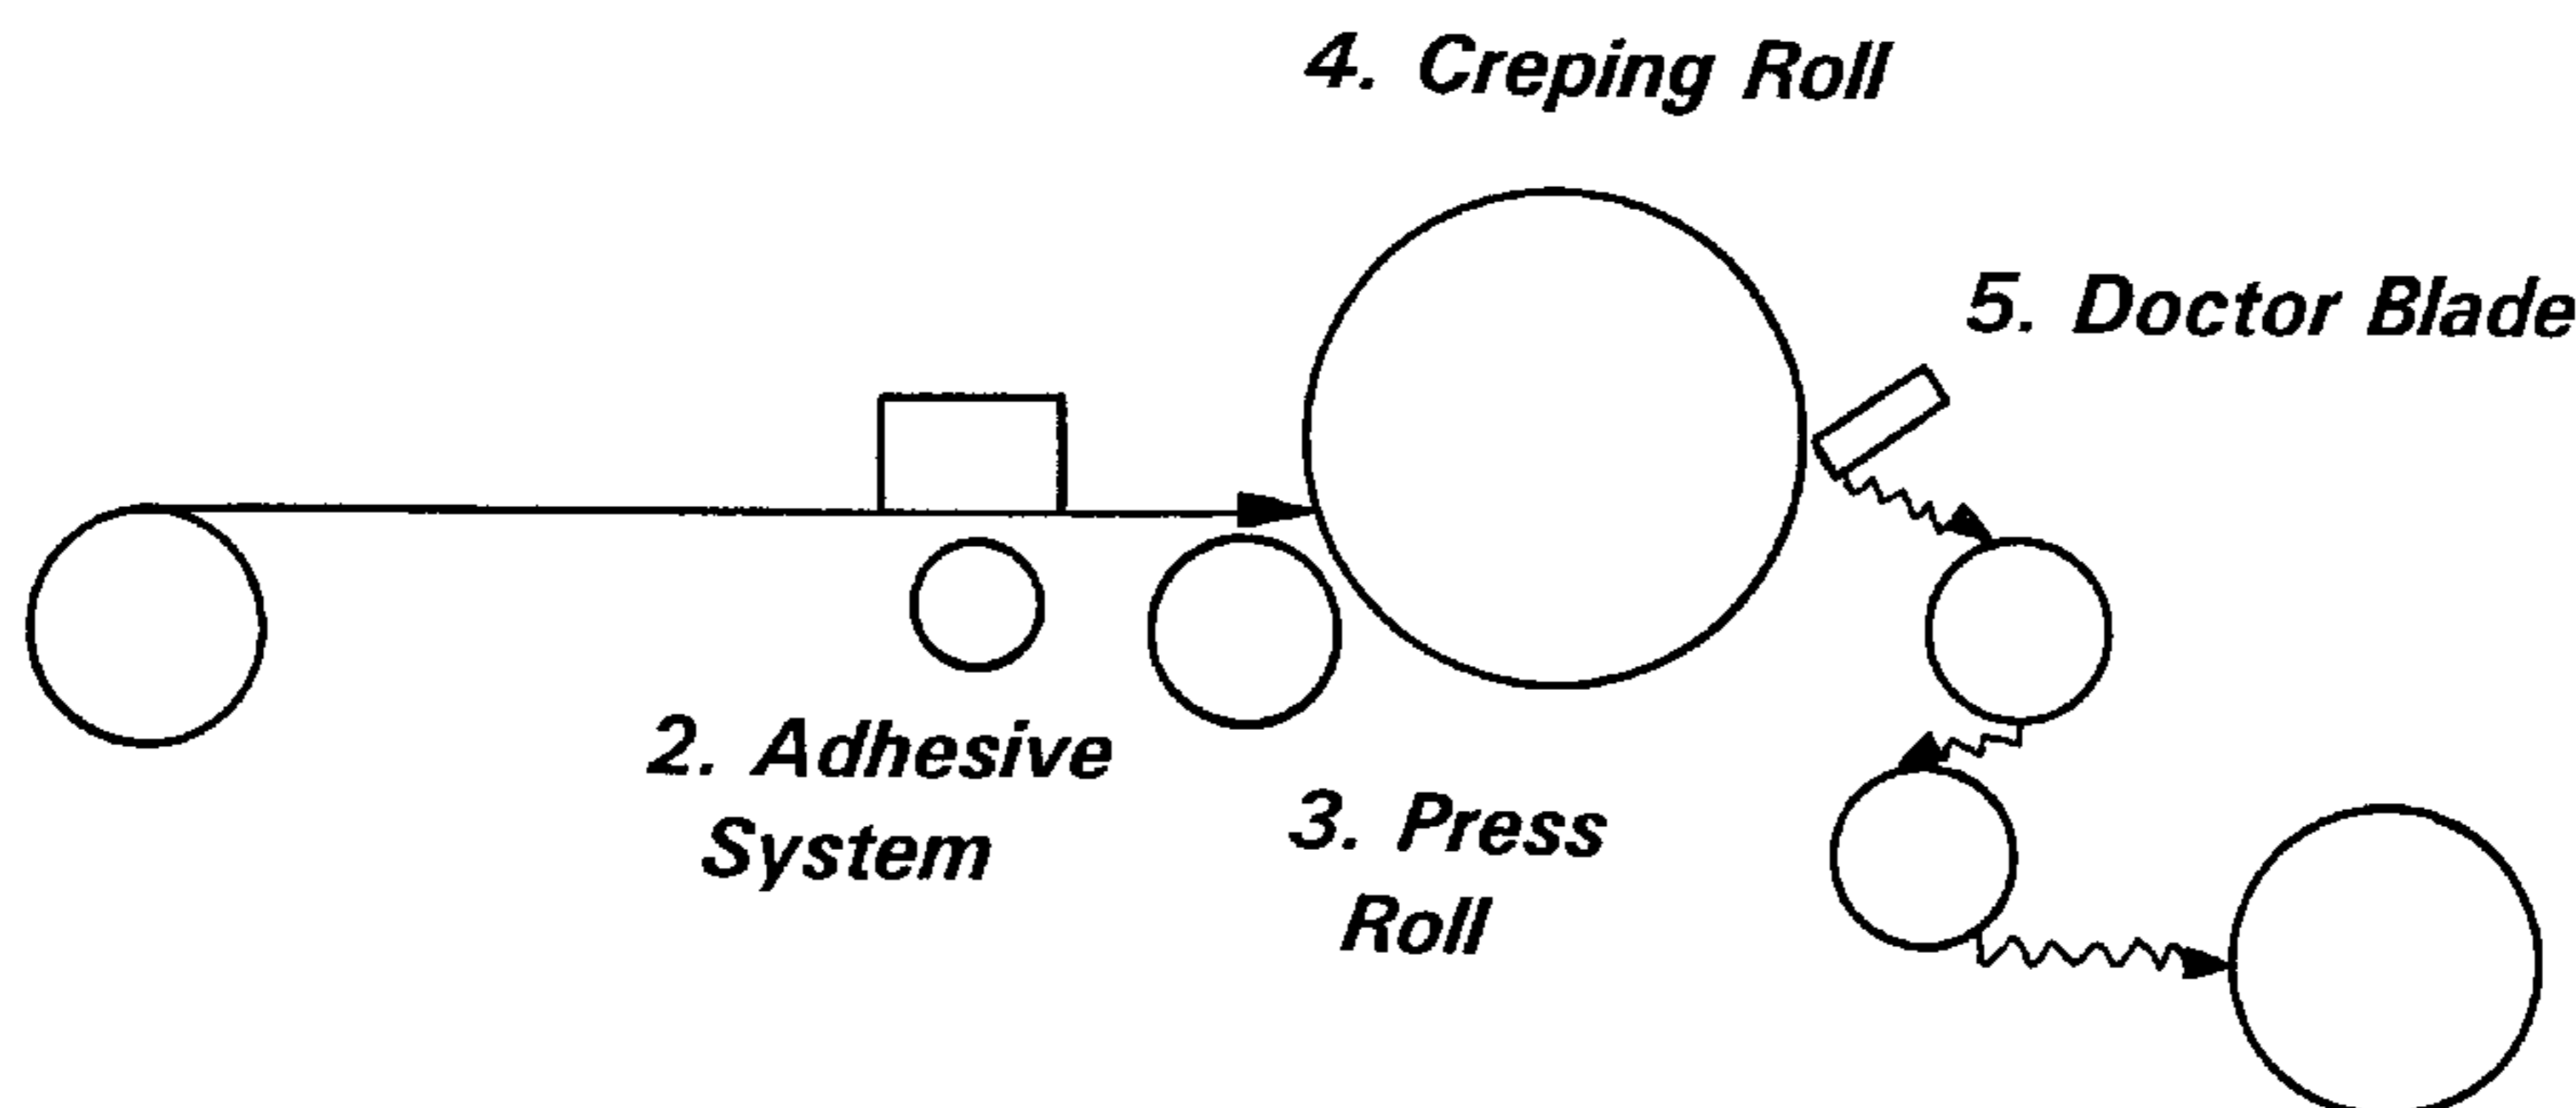 4. Creping Roll
5. Doctor Blade
2. Adhesive
System
3. Press
Roll